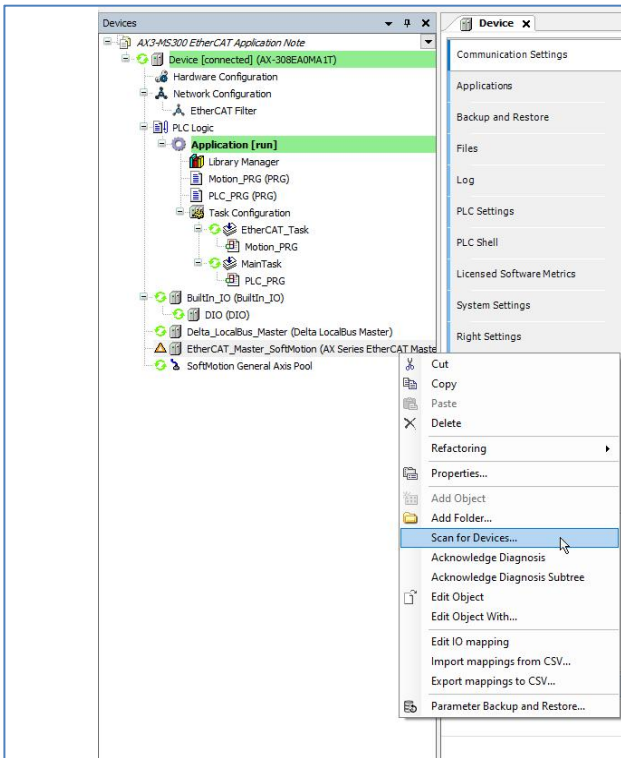 Devices
AX3-MS300 EtherCAT Application Note
Device [connected] (AX-308EA0MA1T)
Hardware Configuration
Network Configuration
EtherCAT Filter
PLC Logic
Application [run]
Library Manager
Motion_PRG (PRG)
PLC_PRG (PRG)
Task Configuration
EtherCAT_Task
Motion_PRG
MainTask
PLC_PRG
BuiltIn_IO (BuiltIn_IO)
DIO (DIO)
Delta_LocalBus_Master (Delta LocalBus Master)
EtherCAT_Master_SoftMotion (AX Series EtherCAT Maste
SoftMotion General Axis Pool
Device
Communication Settings
Applications
Backup and Restore
Files
Log
PLC Settings
PLC Shell
Licensed Software Metrics
System Settings
Right Settings
Cut
Copy
Paste
Delete
Refactoring
Properties...
Add Object
Add Folder...
Scan for Devices...
Acknowledge Diagnosis
Acknowledge Diagnosis Subtree
Edit Object
Edit Object With...
Edit IO mapping
Import mappings from CSV...
Export mappings to CSV...
Parameter Backup and Restore...